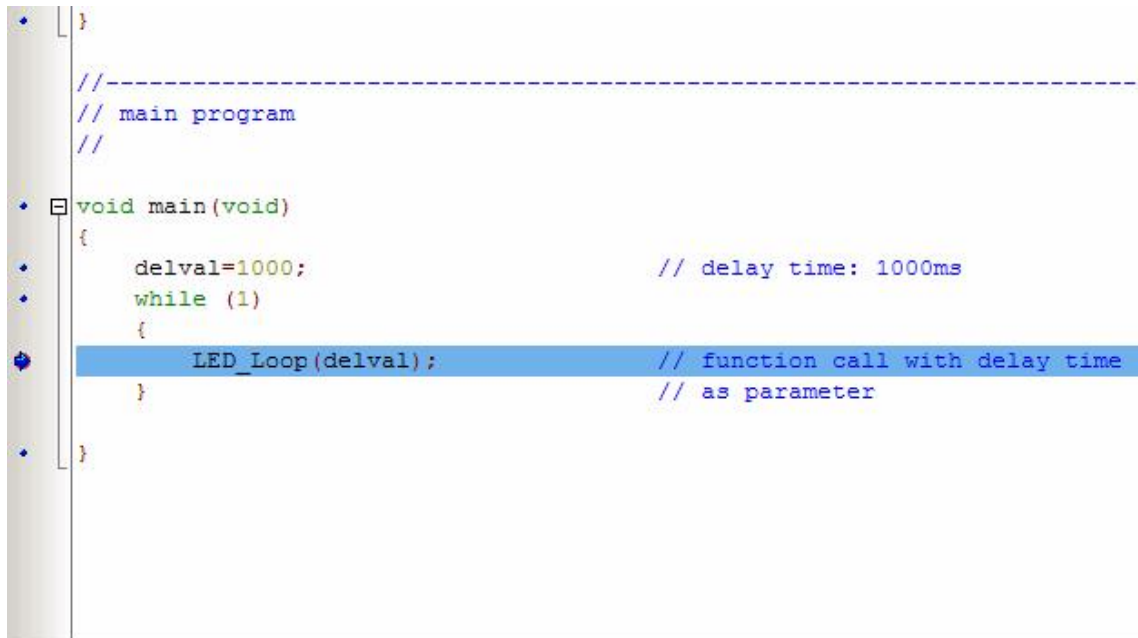 }
//------------------------------------------------------------------------
// main program
//
void main(void)
{
delval=1000; // delay time: 1000ms
while (1)
{
LED_Loop(delval); // function call with delay time
} // as parameter
}